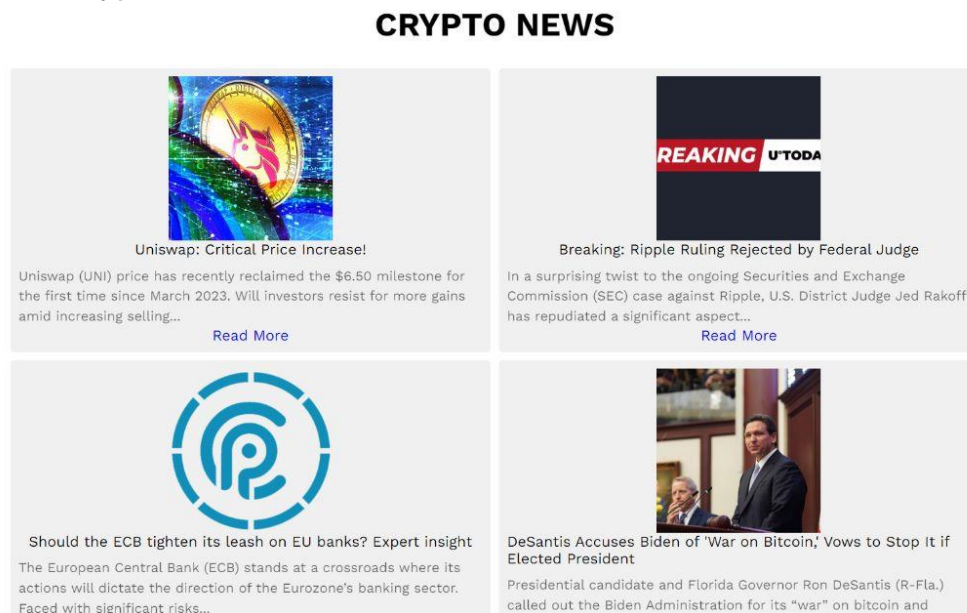 CRYPTO NEWS
REAKING U°TODA
Uniswap: Critical Price Increase!
Uniswap (UNI) price has recently reclaimed the $6.50 milestone for
the first time since March 2023. Will investors resist for more gains
amid increasing selling...
Read More
Breaking: Ripple Ruling Rejected by Federal Judge
In a surprising twist to the ongoing Securities and Exchange
Commission (SEC) case against Ripple, U.S. District Judge Jed Rakoff
has repudiated a significant aspect...
Read More
Should the ECB tighten its leash on EU banks? Expert insight
The European Central Bank (ECB) stands at a crossroads where its
actions will dictate the direction of the Eurozone's banking sector.
Faced with significant risks...
DeSantis Accuses Biden of 'War on Bitcoin,' Vows to Stop It if
Elected President
Presidential candidate and Florida Governor Ron DeSantis (R-Fla.)
called out the Biden Administration for its “war” on bitcoin and